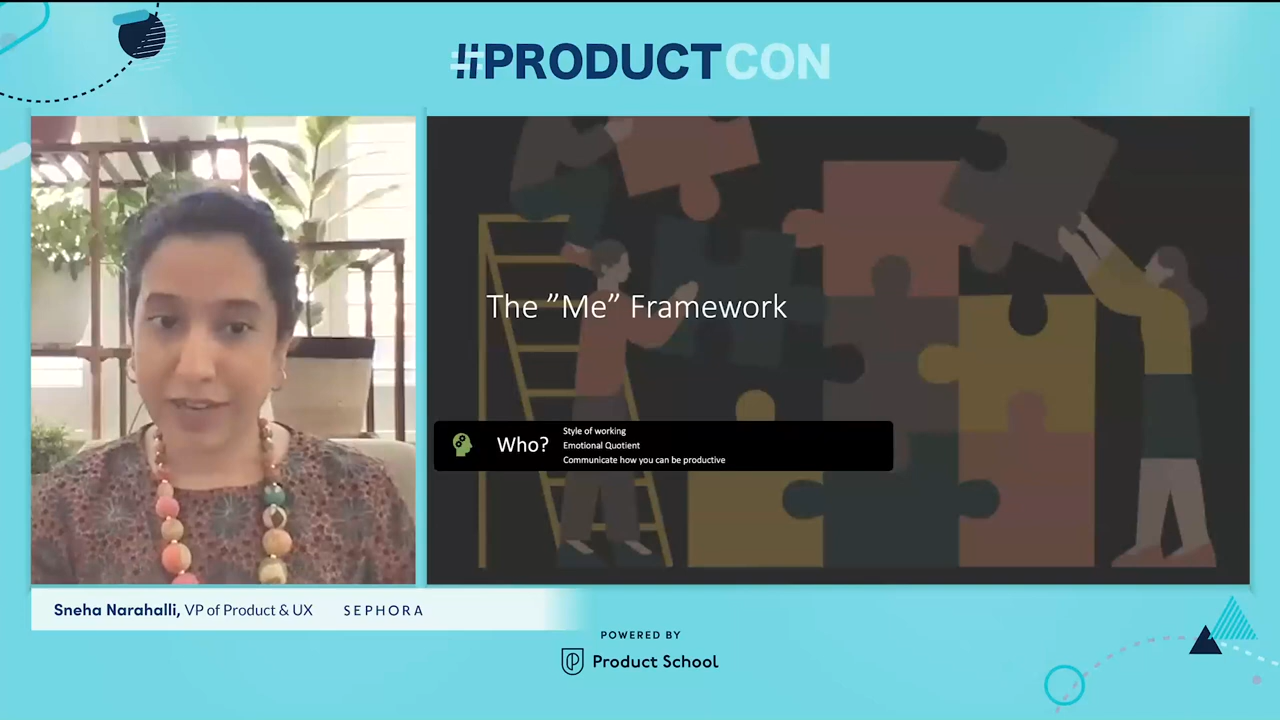 #PRODUCTCON
The ”Me” Framework
Who?
Style of working
Emotional Quotient
Communicate how you can be productive
Sneha Narahalli, VP of Product & UX SEPHORA
POWERED BY
Product School